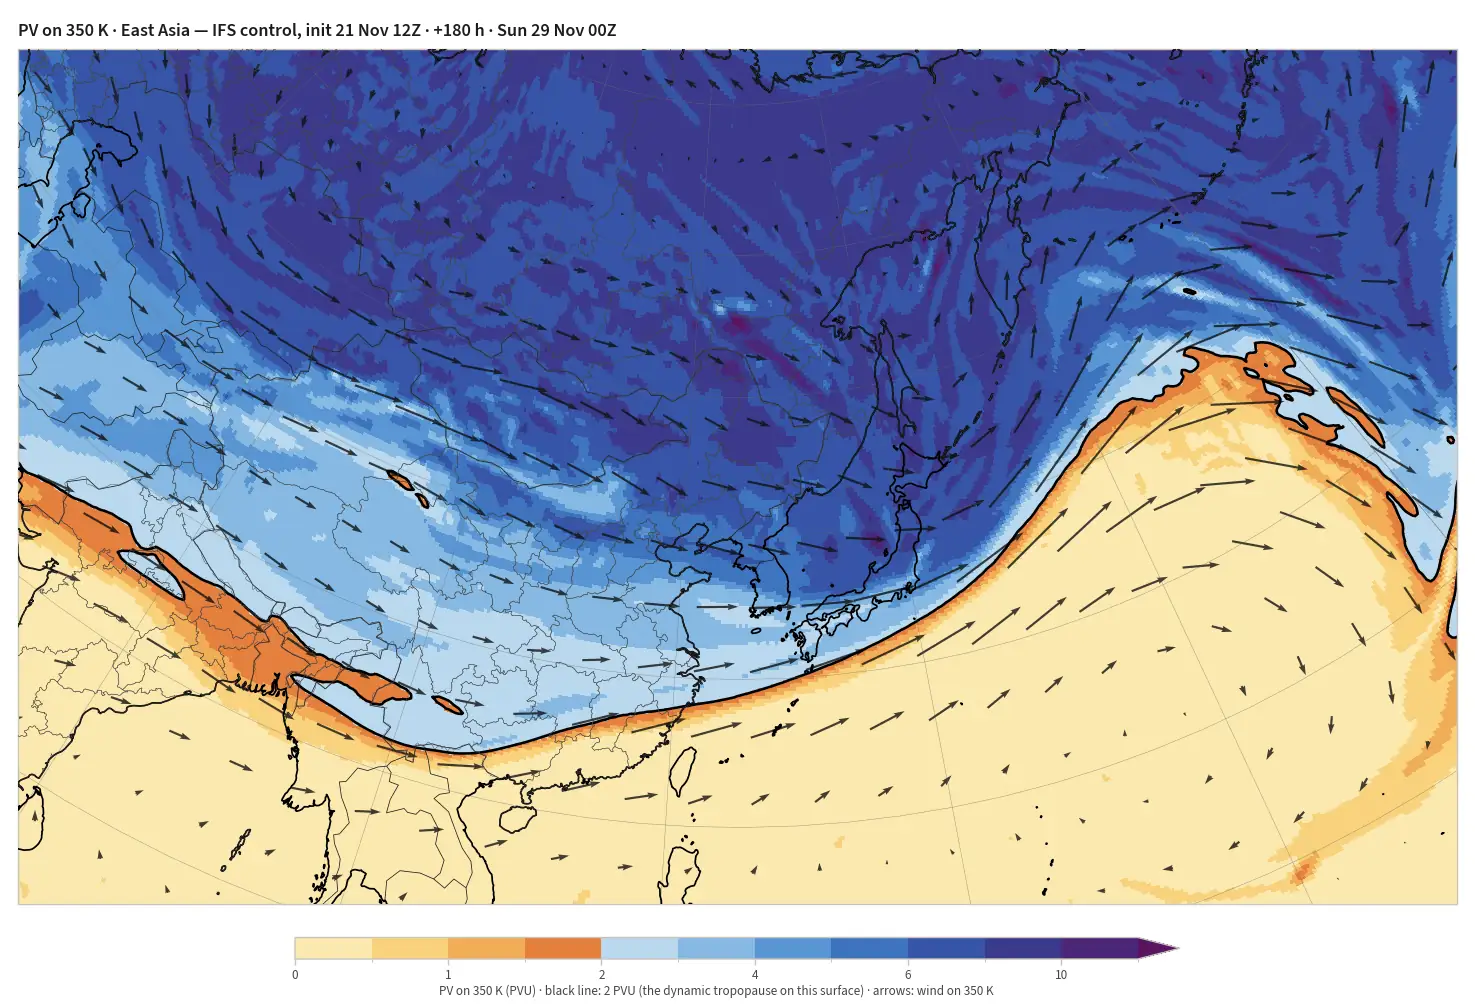 PV on 350 K · East Asia — IFS control, init 21 Nov 12Z · +180 h · Sun 29 Nov 00Z
0 1 2 4 6 10
PV on 350 K (PVU) · black line: 2 PVU (the dynamic tropopause on this surface) · arrows: wind on 350 K